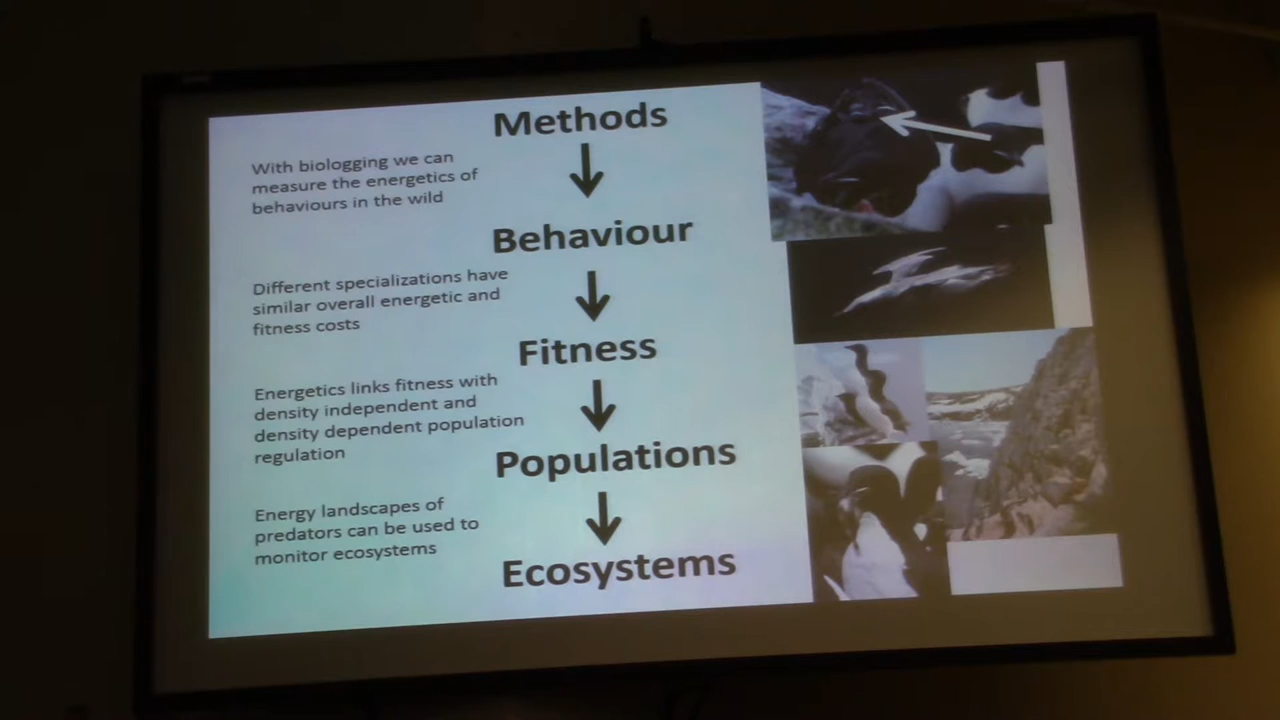 Methods
With biologging we can
measure the energetics of
behaviours in the wild
Behaviour
Different specializations have
similar overall energetic and
fitness costs
Fitness
Energetics links fitness with
density independent and
density dependent population
regulation
Populations
Energy landscapes of
predators can be used to
monitor ecosystems
Ecosystems